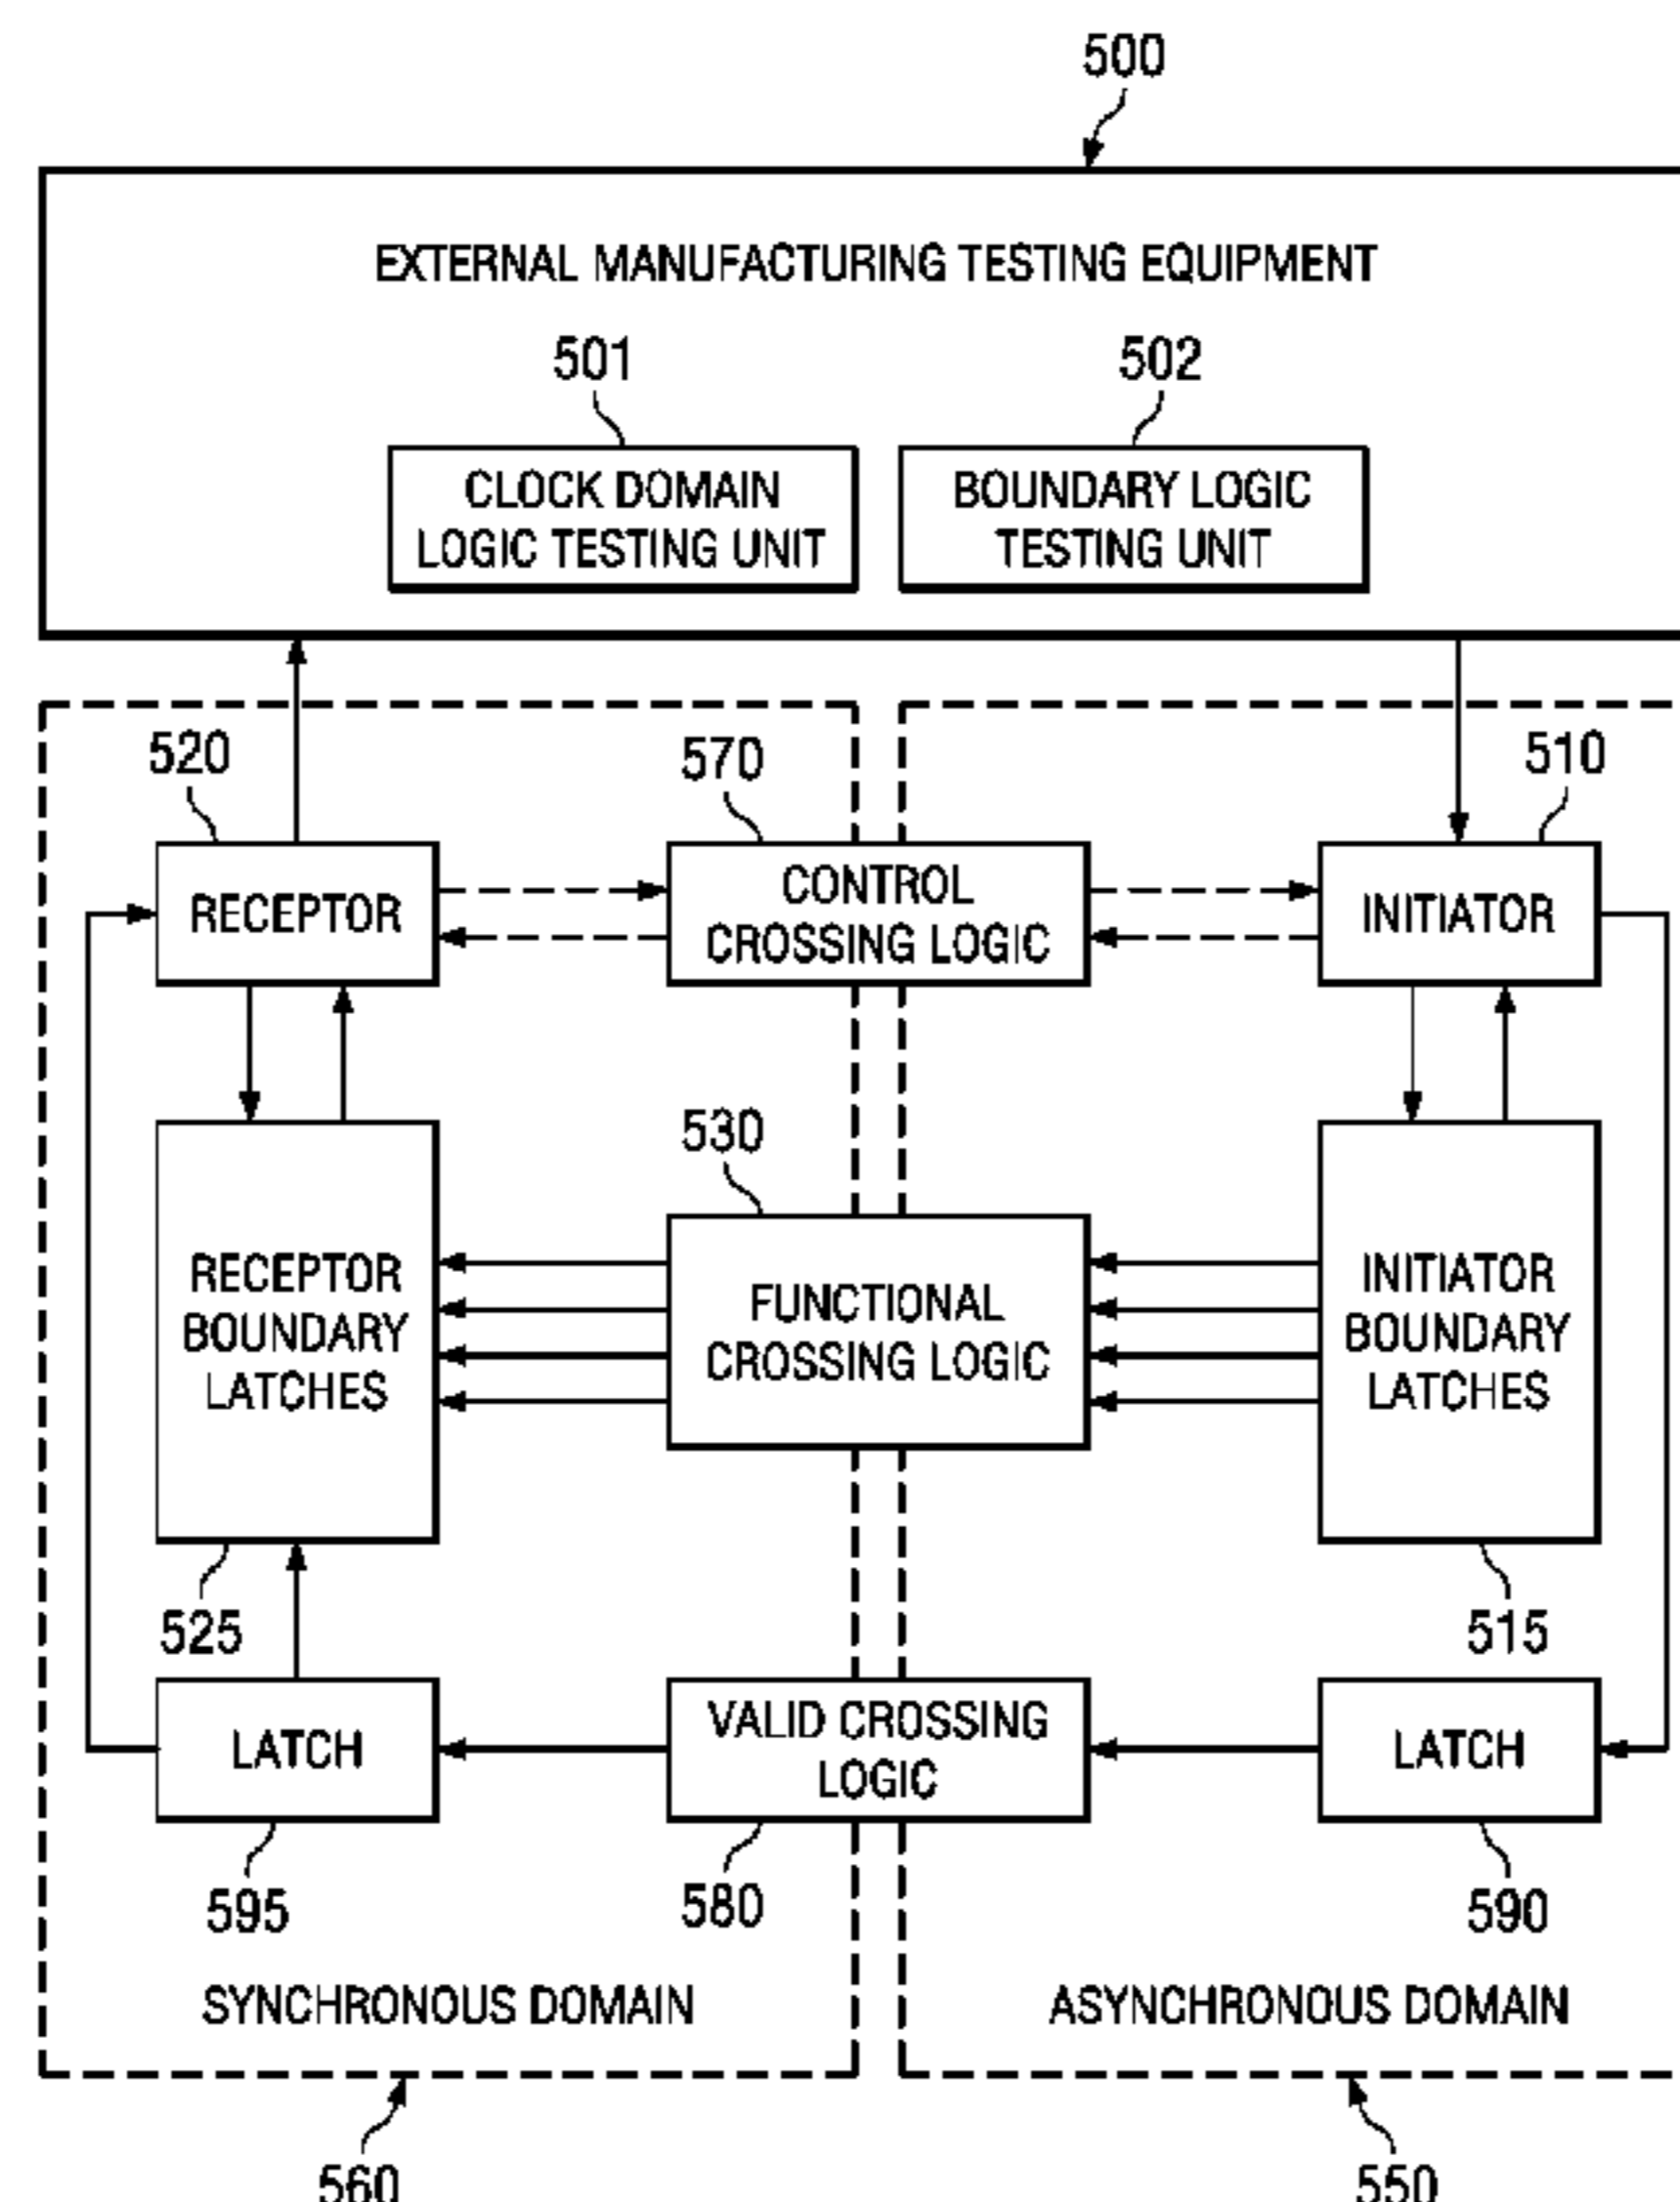 500
EXTERNAL MANUFACTURING TESTING EQUIPMENT
501
502
CLOCK DOMAIN
LOGIC TESTING UNIT
BOUNDARY LOGIC
TESTING UNIT
520
570
510
RECEPTOR
CONTROL
CROSSING LOGIC
INITIATOR
530
RECEPTOR
BOUNDARY
LATCHES
FUNCTIONAL
CROSSING LOGIC
INITIATOR
BOUNDARY
LATCHES
525
515
LATCH
VALID CROSSING
LOGIC
LATCH
595
580
590
SYNCHRONOUS DOMAIN
ASYNCHRONOUS DOMAIN
560
550